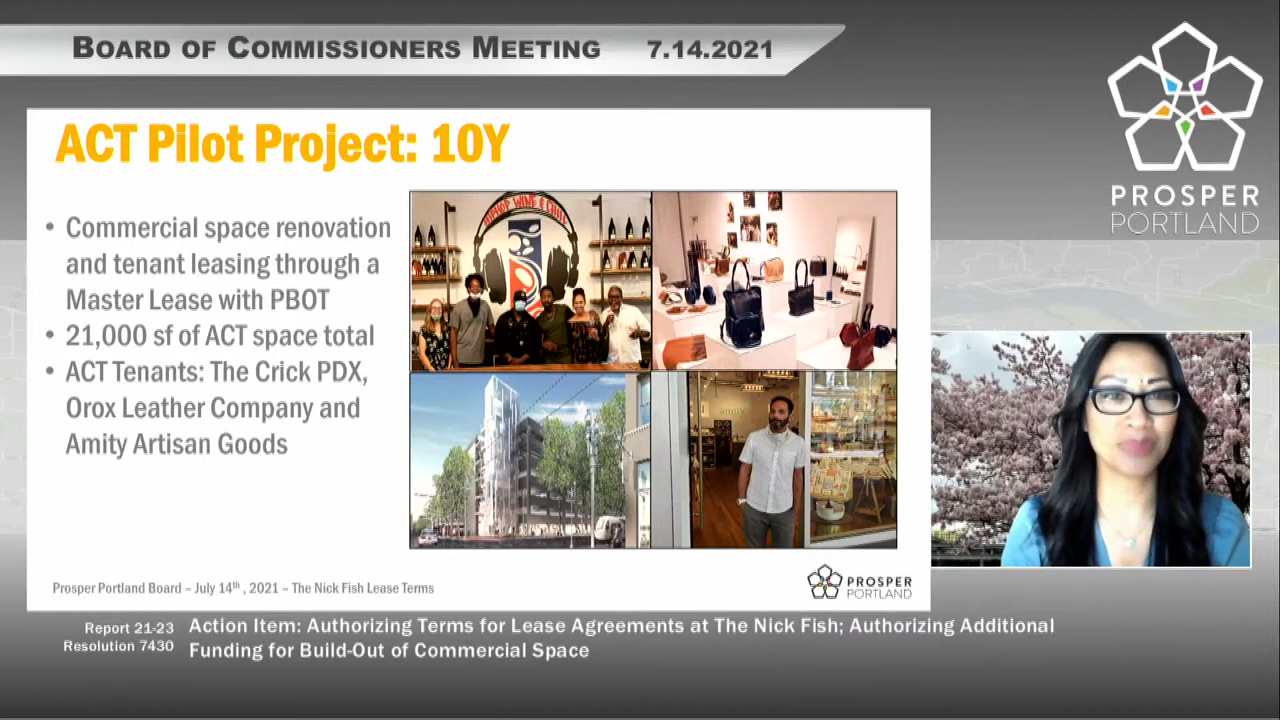 BOARD OF COMMISSIONERS MEETING 7.14.2021
ACT Pilot Project: 10Y
• Commercial space renovation
and tenant leasing through a
Master Lease with PBOT
• 21,000 sf of ACT space total
• ACT Tenants: The Crick PDX,
Orox Leather Company and
Amity Artisan Goods
HIPHOP WINE & CHILL
amity
Prosper Portland Board – July 14th , 2021 – The Nick Fish Lease Terms
PROSPER
PORTLAND
PROSPER
PORTLAND
Report 21-23
Resolution 7430
Action Item: Authorizing Terms for Lease Agreements at The Nick Fish; Authorizing Additional
Funding for Build-Out of Commercial Space